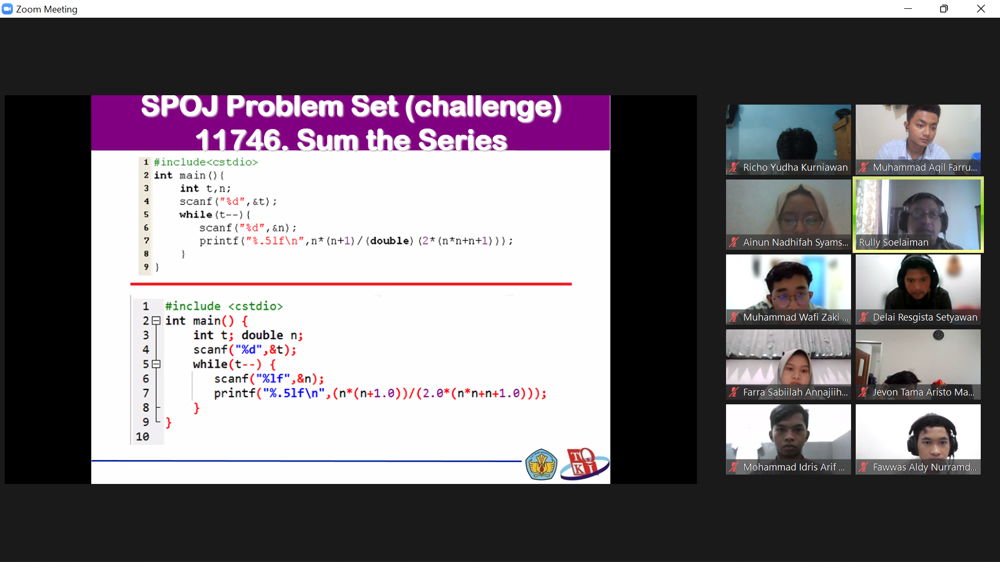 Zoom Meeting
SPOJ Problem Set (challenge)
11746. Sum the Series
1 #include<cstdio>
2 int main(){
3 int t,n;
4 scanf("%d",&t);
5 while(t--){
6 scanf("%d",&n);
7 printf("%.5lf\n",n*(n+1)/(double)(2*(n*n+n+1)));
8 }
9 }
1 #include <cstdio>
2 int main() {
3 int t; double n;
4 scanf("%d",&t);
5 while(t--) {
6 scanf("%lf",&n);
7 printf("%.5lf\n",(n*(n+1.0))/(2.0*(n*n+n+1.0)));
8 }
9 }
10
TO
KI
Richo Yudha Kurniawan
Muhammad Aqil Farru...
Ainun Nadhifah Syams...
Rully Soelaiman
Muhammad Wafi Zaki ...
Delai Resgista Setyawan
Farra Sabiilah Annajiih...
Jevon Tama Aristo Ma...
Mohammad Idris Arif ...
Fawwas Aldy Nurramd...